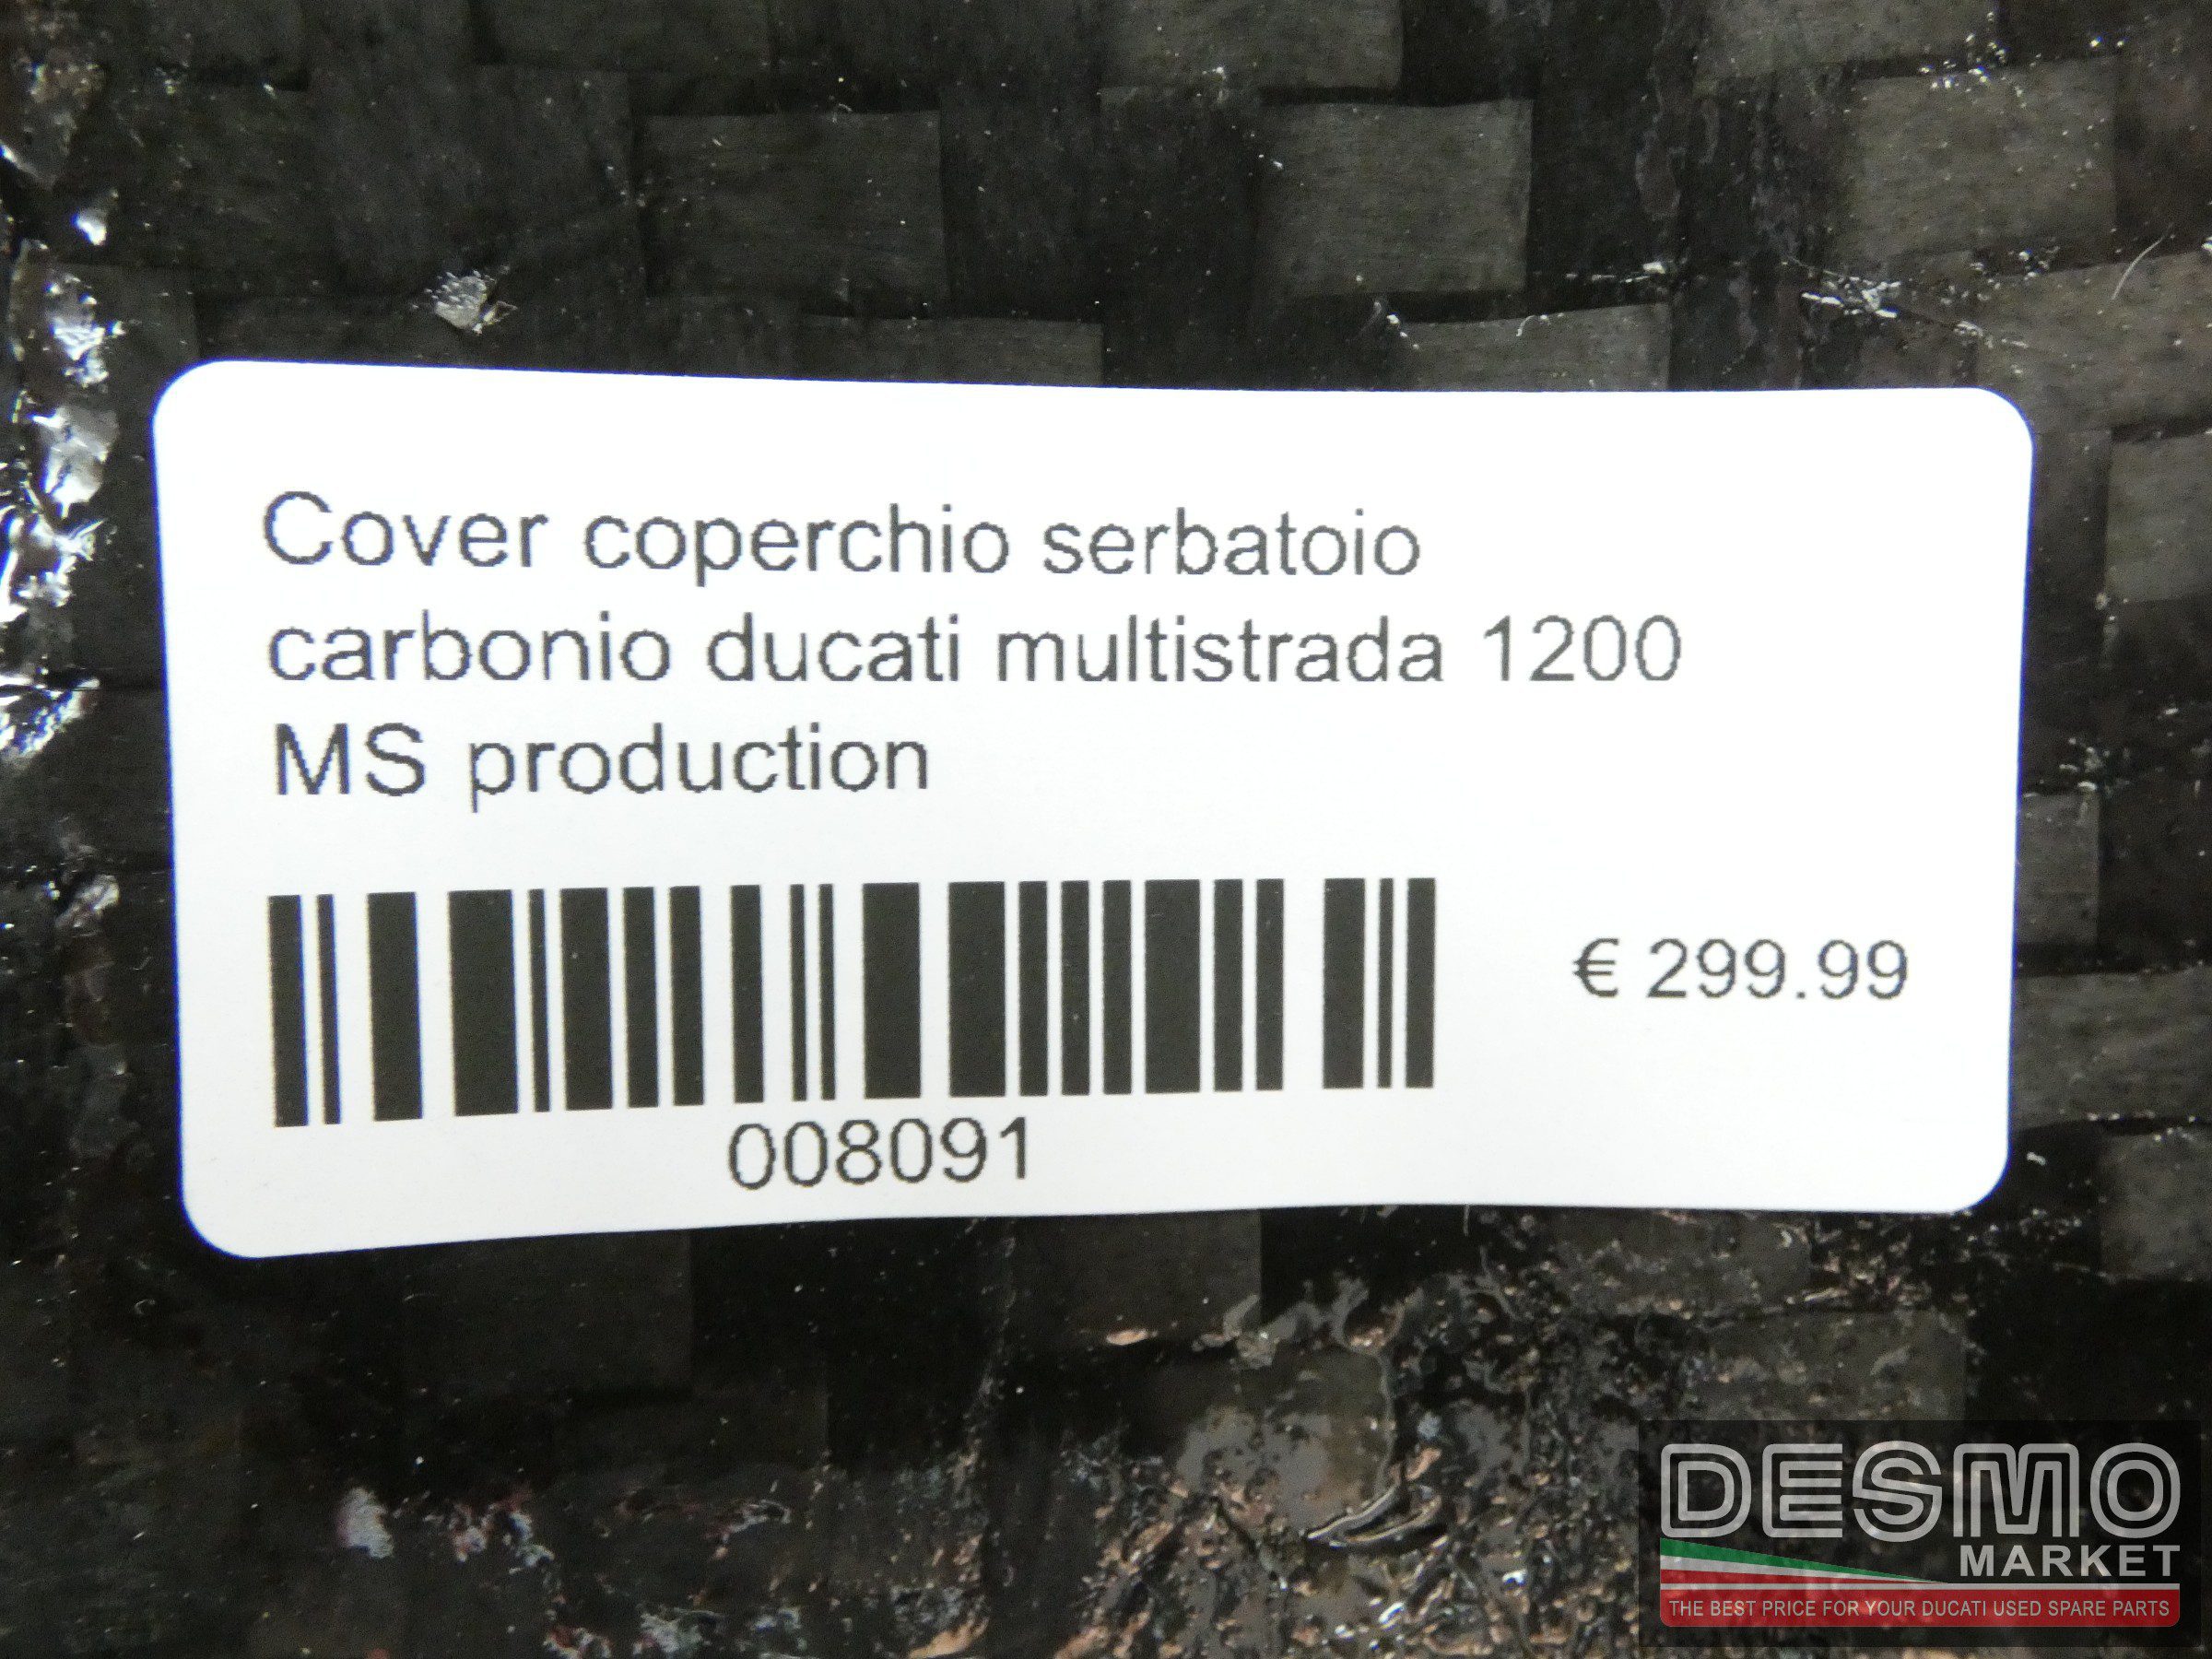 Cover coperchio serbatoio
carbonio ducati multistrada 1200
MS production
€ 299.99
008091
DESMO
MARKET
THE BEST PRICE FOR YOUR DUCATI USED SPARE PARTS